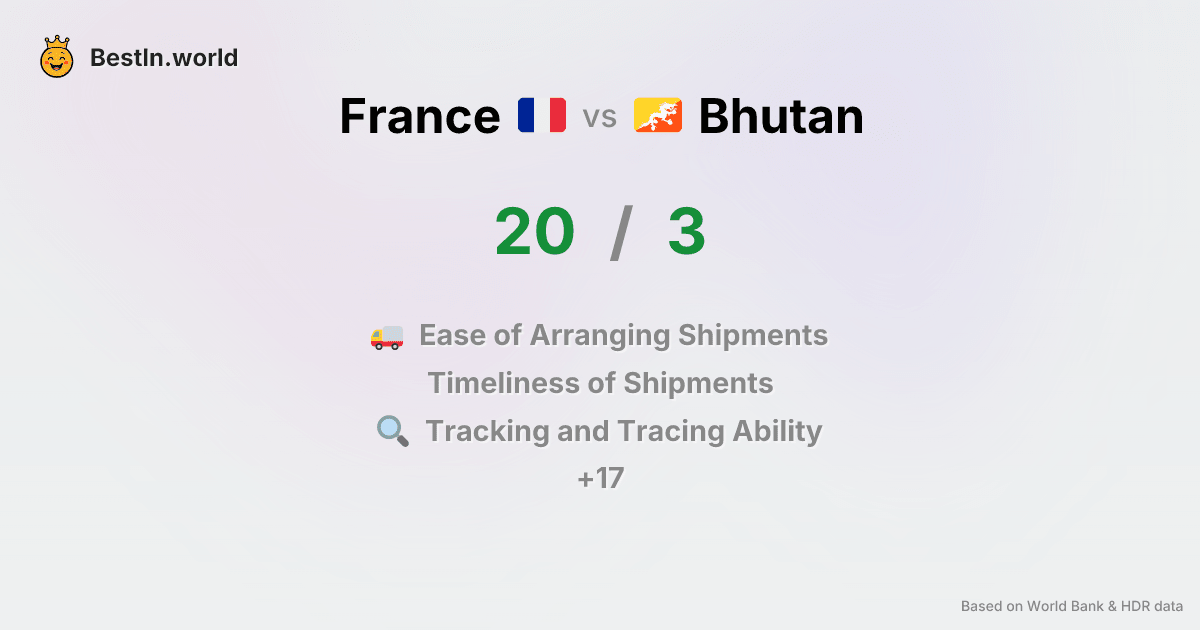 BestIn.world
France vs Bhutan
20 / 3
Ease of Arranging Shipments
Timeliness of Shipments
Tracking and Tracing Ability
+17
Based on World Bank & HDR data